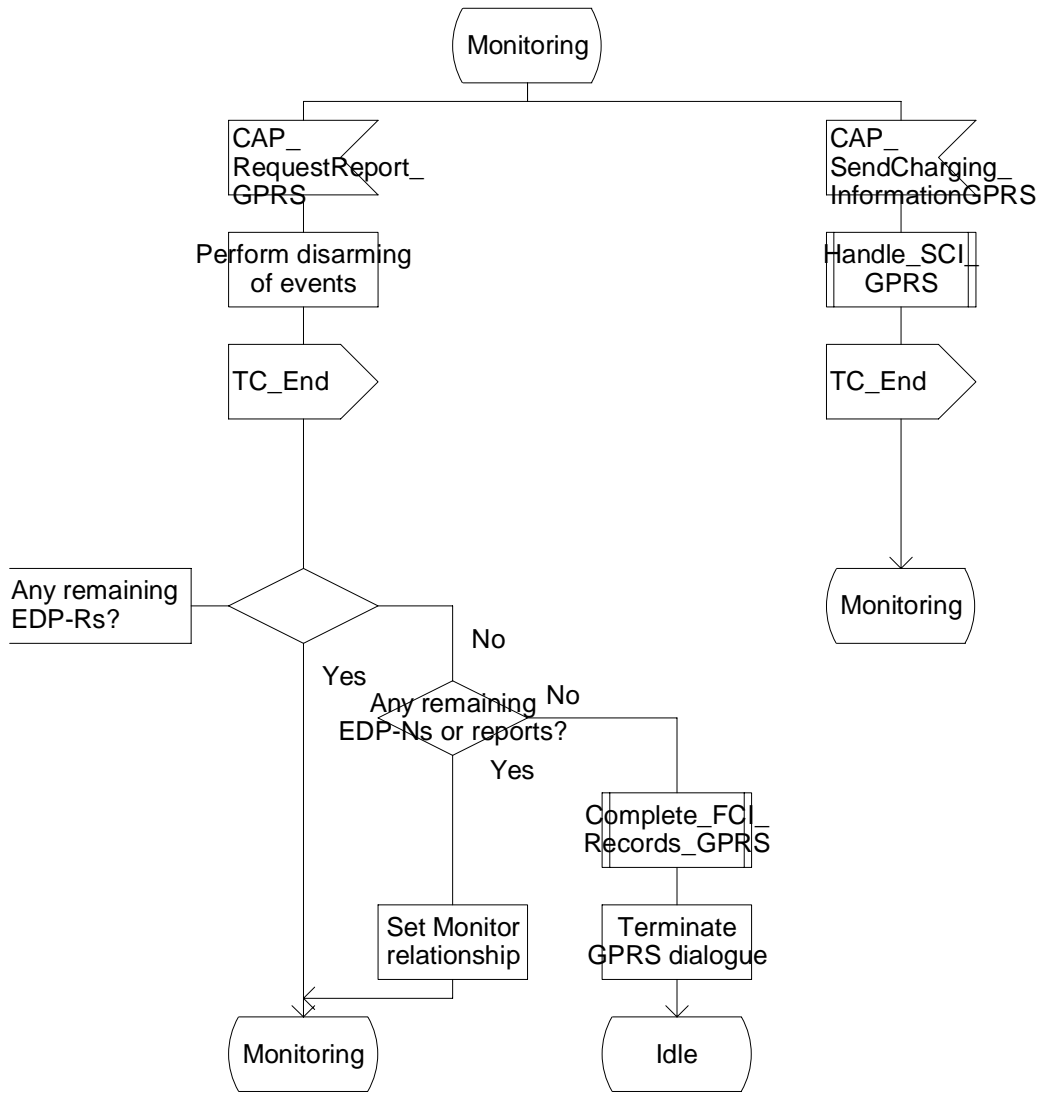 Monitoring
CAP_
RequestReport_
GPRS
CAP_
SendCharging_
InformationGPRS
Perform disarming
of events
Handle_SCI_
GPRS
TC_End
TC_End
Any remaining
EDP-Rs?
Monitoring
No
Yes
Any remaining
EDP-Ns or reports?
No
Yes
Complete_FCI_
Records_GPRS
Set Monitor
relationship
Terminate
GPRS dialogue
Monitoring
Idle